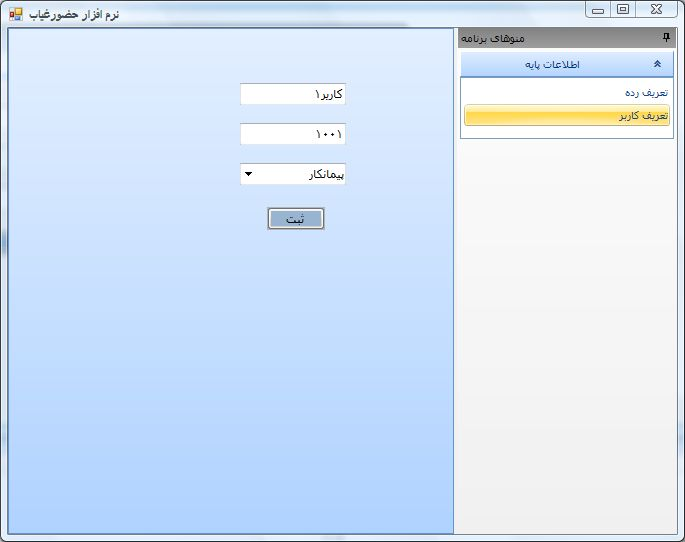 نرم افزار حضورغیاب
منوهای برنامه
اطلاعات پایه
تعریف رده
تعریف کاربر
کاربر۱
۱۰۰۱
پیمانکار
ثبت